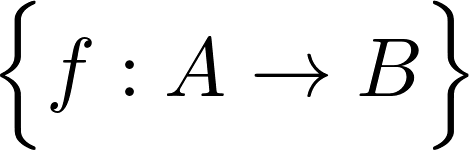 {f : A → B}